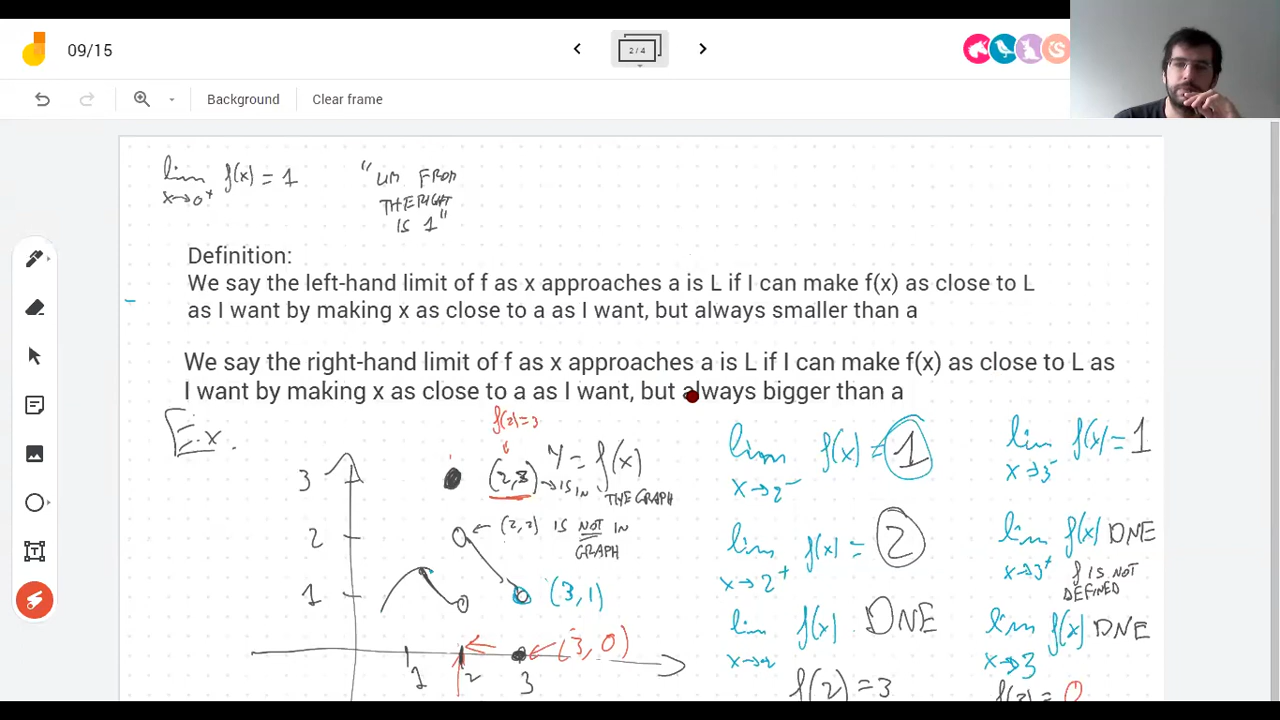 09/15
2/4
Background
Clear frame
lim f(x) = 1
x→0⁺
"LIM FROM
THE RIGHT
IS 1"
Definition:
We say the left-hand limit of f as x approaches a is L if I can make f(x) as close to L
as I want by making x as close to a as I want, but always smaller than a
We say the right-hand limit of f as x approaches a is L if I can make f(x) as close to L as
I want by making x as close to a as I want, but always bigger than a
Ex.
f(2)=3
3
(2,3) → IS IN
THE GRAPH
y = f(x)
2
(2,2) IS NOT IN
GRAPH
1
(3,1)
(3,0)
1
2
3
lim f(x) = 1
x→2⁻
lim f(x) = 2
x→2⁺
lim f(x) DNE
x→2
f(2)=3
lim f(x) = 1
x→3⁻
lim f(x) DNE
x→3⁺
f IS NOT
DEFINED
lim f(x) DNE
x→3
f(3) = 0